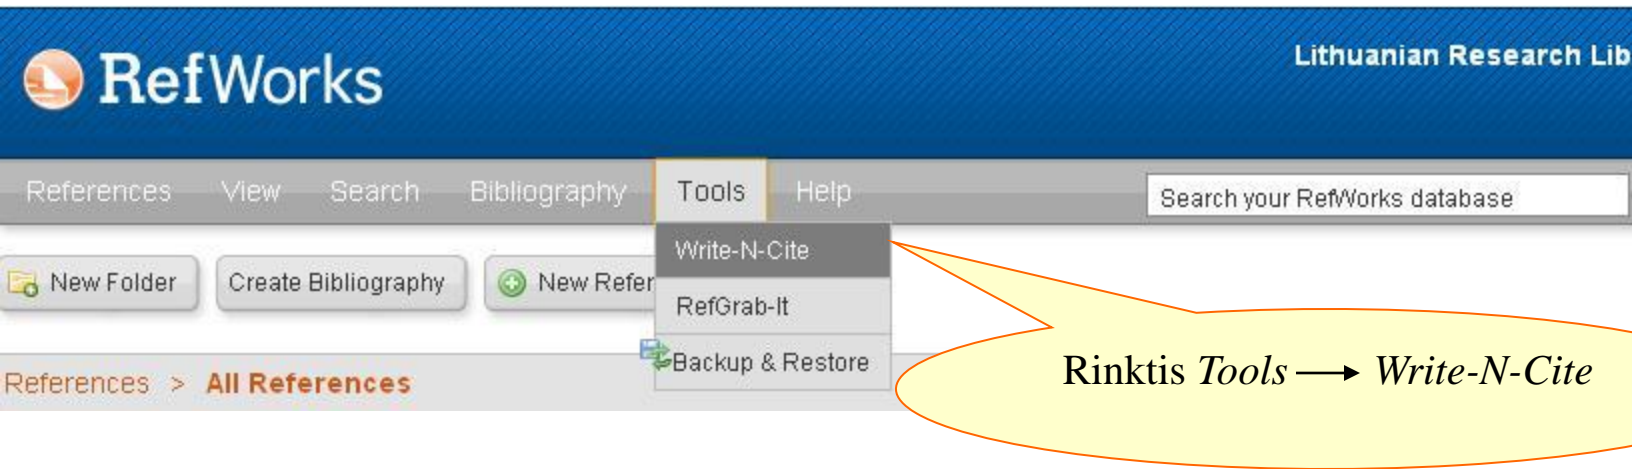 RefWorks
Lithuanian Research Lib
References View Search Bibliography Tools Help
Search your RefWorks database
Write-N-Cite
New Folder Create Bibliography New Refer
RefGrab-It
Backup & Restore
References > All References
Rinktis Tools → Write-N-Cite